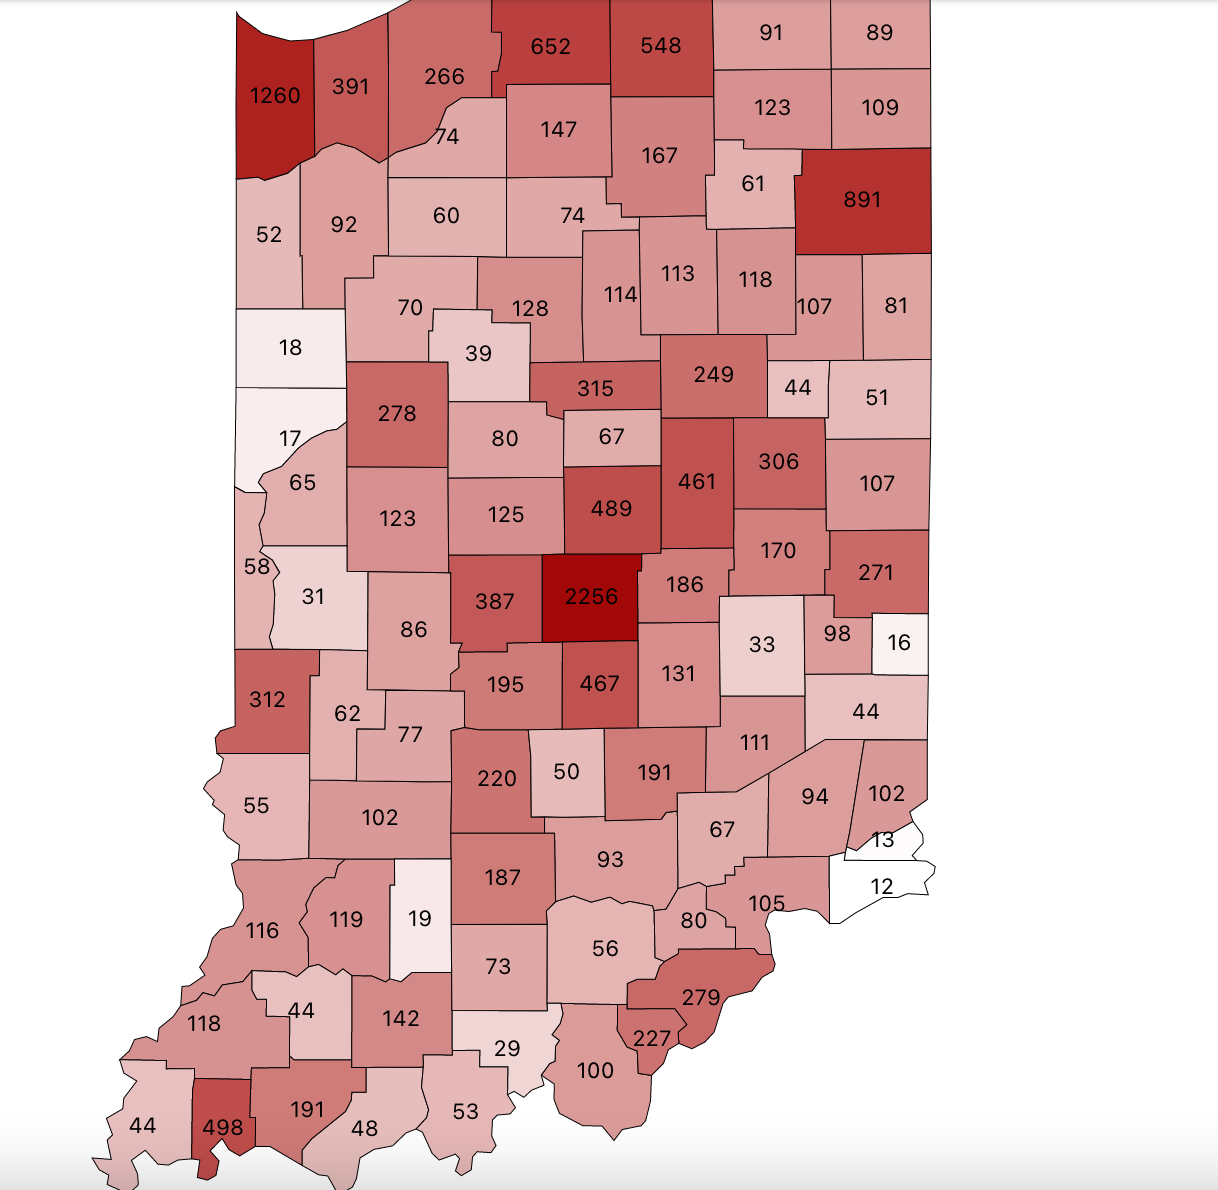 652 548 91 89
1260 391 266
74 147 123 109
167
61 891
52 92 60 74
113 118
70 128 114 107 81
18 39
315 249 44 51
278
17 80 67
65 461 306 107
123 125 489
58 170 271
31 387 2256 186
86 98 16
33
312 195 467 131
62 44
77 111
220 50 191
55 102 94 102
67 13
93
187 12
116 119 19 105
80
73 56
279
118 44 142
227
29
100
44 498 191 48 53